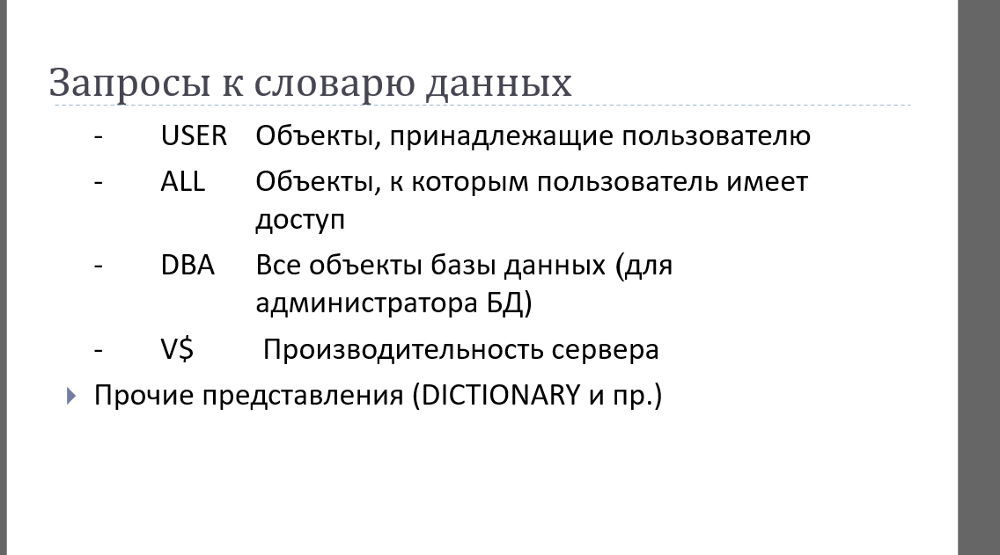 Запросы к словарю данных
- USER Объекты, принадлежащие пользователю
- ALL Объекты, к которым пользователь имеет
доступ
- DBA Все объекты базы данных (для
администратора БД)
- V$ Производительность сервера
Прочие представления (DICTIONARY и пр.)